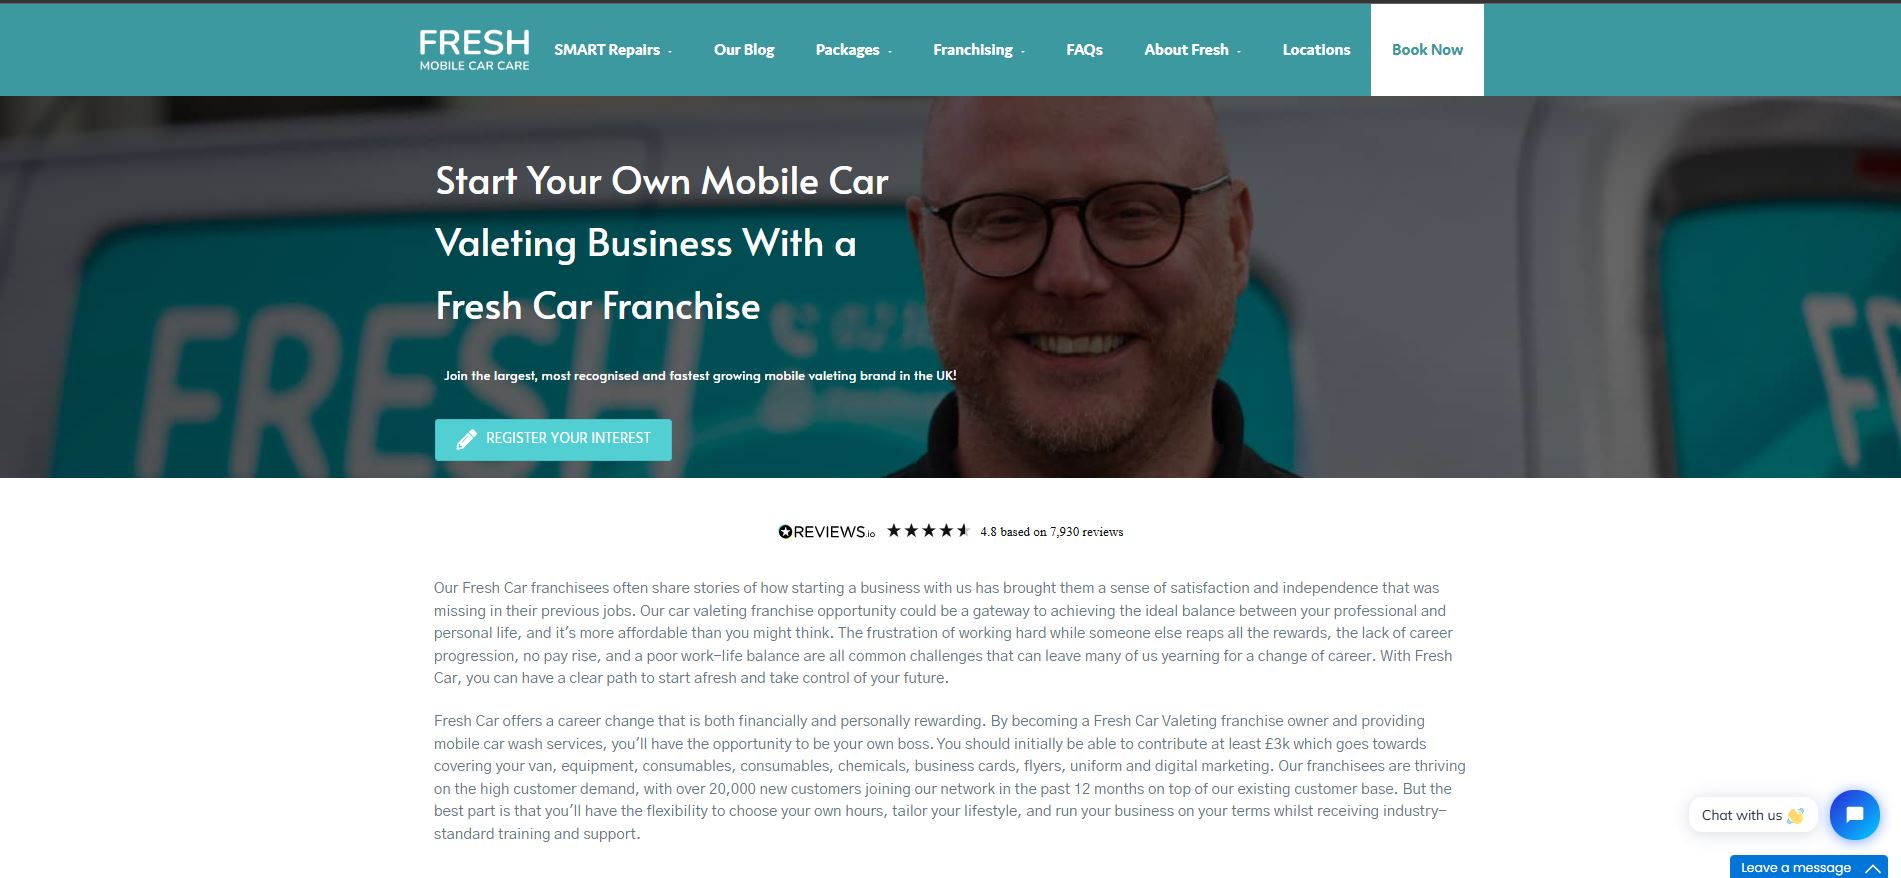 FRESH
MOBILE CAR CARE
SMART Repairs
Our Blog
Packages
Franchising
FAQs
About Fresh
Locations
Book Now
Start Your Own Mobile Car
Valeting Business With a
Fresh Car Franchise
Join the largest, most recognised and fastest growing mobile valeting brand in the UK!
REGISTER YOUR INTEREST
FRESH
REVIEWS.io 4.8 based on 7,930 reviews
Our Fresh Car franchisees often share stories of how starting a business with us has brought them a sense of satisfaction and independence that was
missing in their previous jobs. Our car valeting franchise opportunity could be a gateway to achieving the ideal balance between your professional and
personal life, and it's more affordable than you might think. The frustration of working hard while someone else reaps all the rewards, the lack of career
progression, no pay rise, and a poor work-life balance are all common challenges that can leave many of us yearning for a change of career. With Fresh
Car, you can have a clear path to start afresh and take control of your future.
Fresh Car offers a career change that is both financially and personally rewarding. By becoming a Fresh Car Valeting franchise owner and providing
mobile car wash services, you'll have the opportunity to be your own boss. You should initially be able to contribute at least £3k which goes towards
covering your van, equipment, consumables, consumables, chemicals, business cards, flyers, uniform and digital marketing. Our franchisees are thriving
on the high customer demand, with over 20,000 new customers joining our network in the past 12 months on top of our existing customer base. But the
best part is that you'll have the flexibility to choose your own hours, tailor your lifestyle, and run your business on your terms whilst receiving industry-
standard training and support.
Chat with us
Leave a message